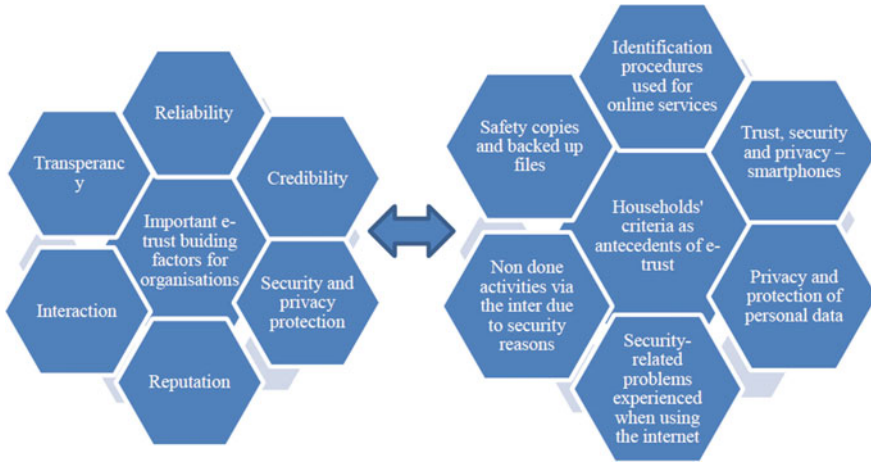 Reliability
Transperanc
y
Credibility
Important e-
trust buiding
factors for
organisations
Interaction
Security and
privacy
protection
Reputation
Identification
procedures
used for
online services
Safety copies
and backed up
files
Trust, security
and privacy –
smartphones
Households'
criteria as
antecedents of e-
trust
Non done
activities via
the inter due to
security
reasons
Privacy and
protection of
personal data
Security-
related
problems
experienced
when using
the internet